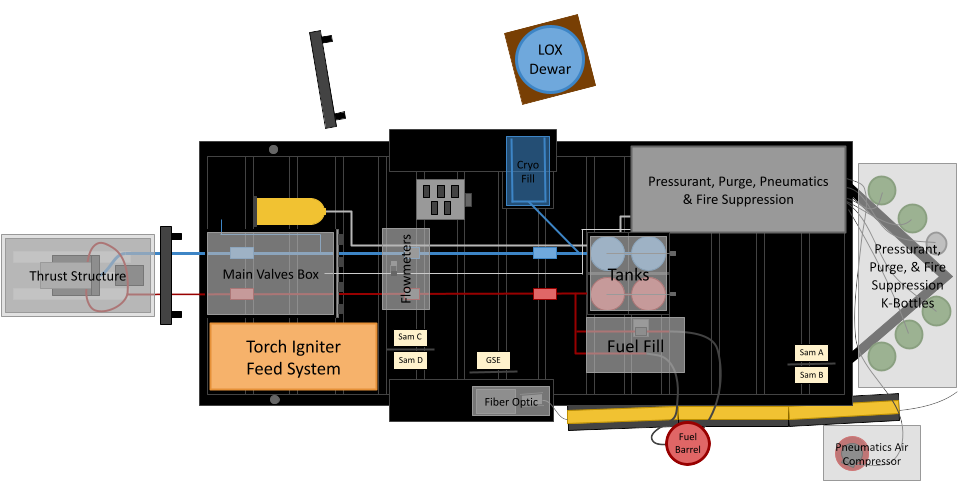 LOX
Dewar
Cryo
Fill
Pressurant, Purge, Pneumatics
& Fire Suppression
Thrust Structure
Main Valves Box
Flowmeters
Tanks
Pressurant,
Purge, & Fire
Suppression
K-Bottles
Torch Igniter
Feed System
Sam C
Sam D
GSE
Fuel Fill
Sam A
Sam B
Fiber Optic
Fuel
Barrel
Pneumatics Air
Compressor